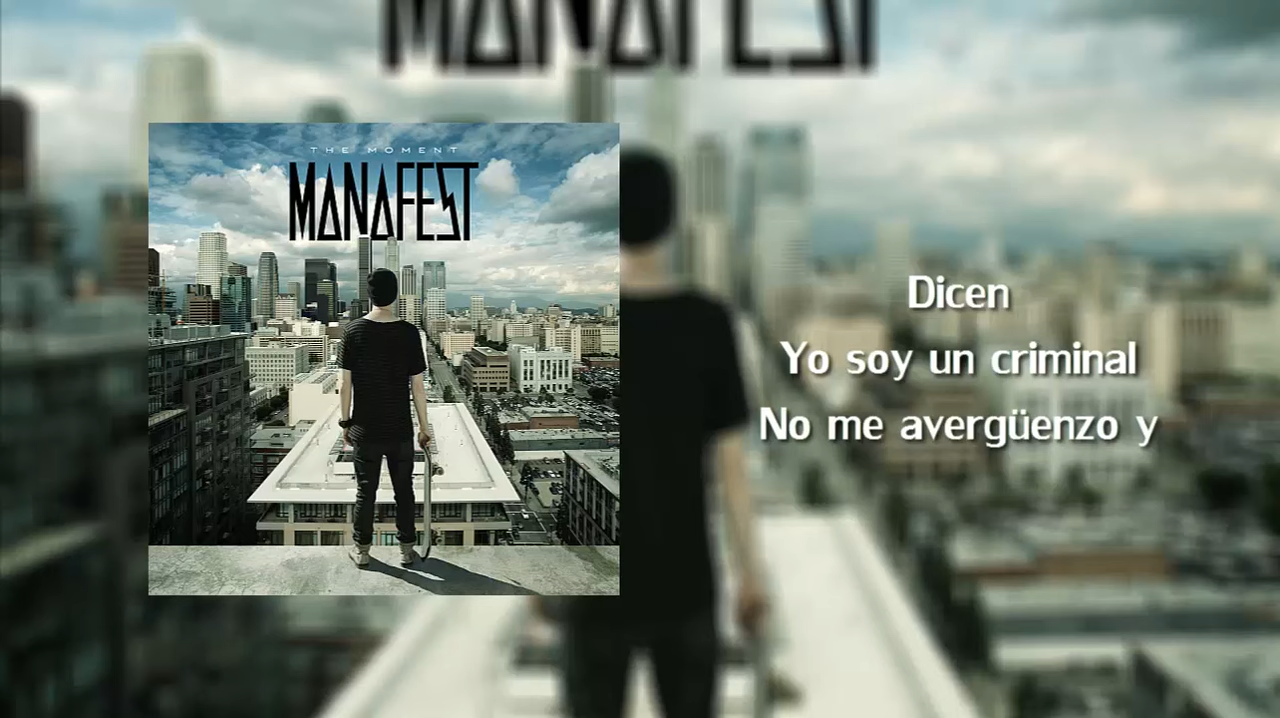 MANAFEST
THE MOMENT
MANAFEST
Dicen
Yo soy un criminal
No me avergüenzo y